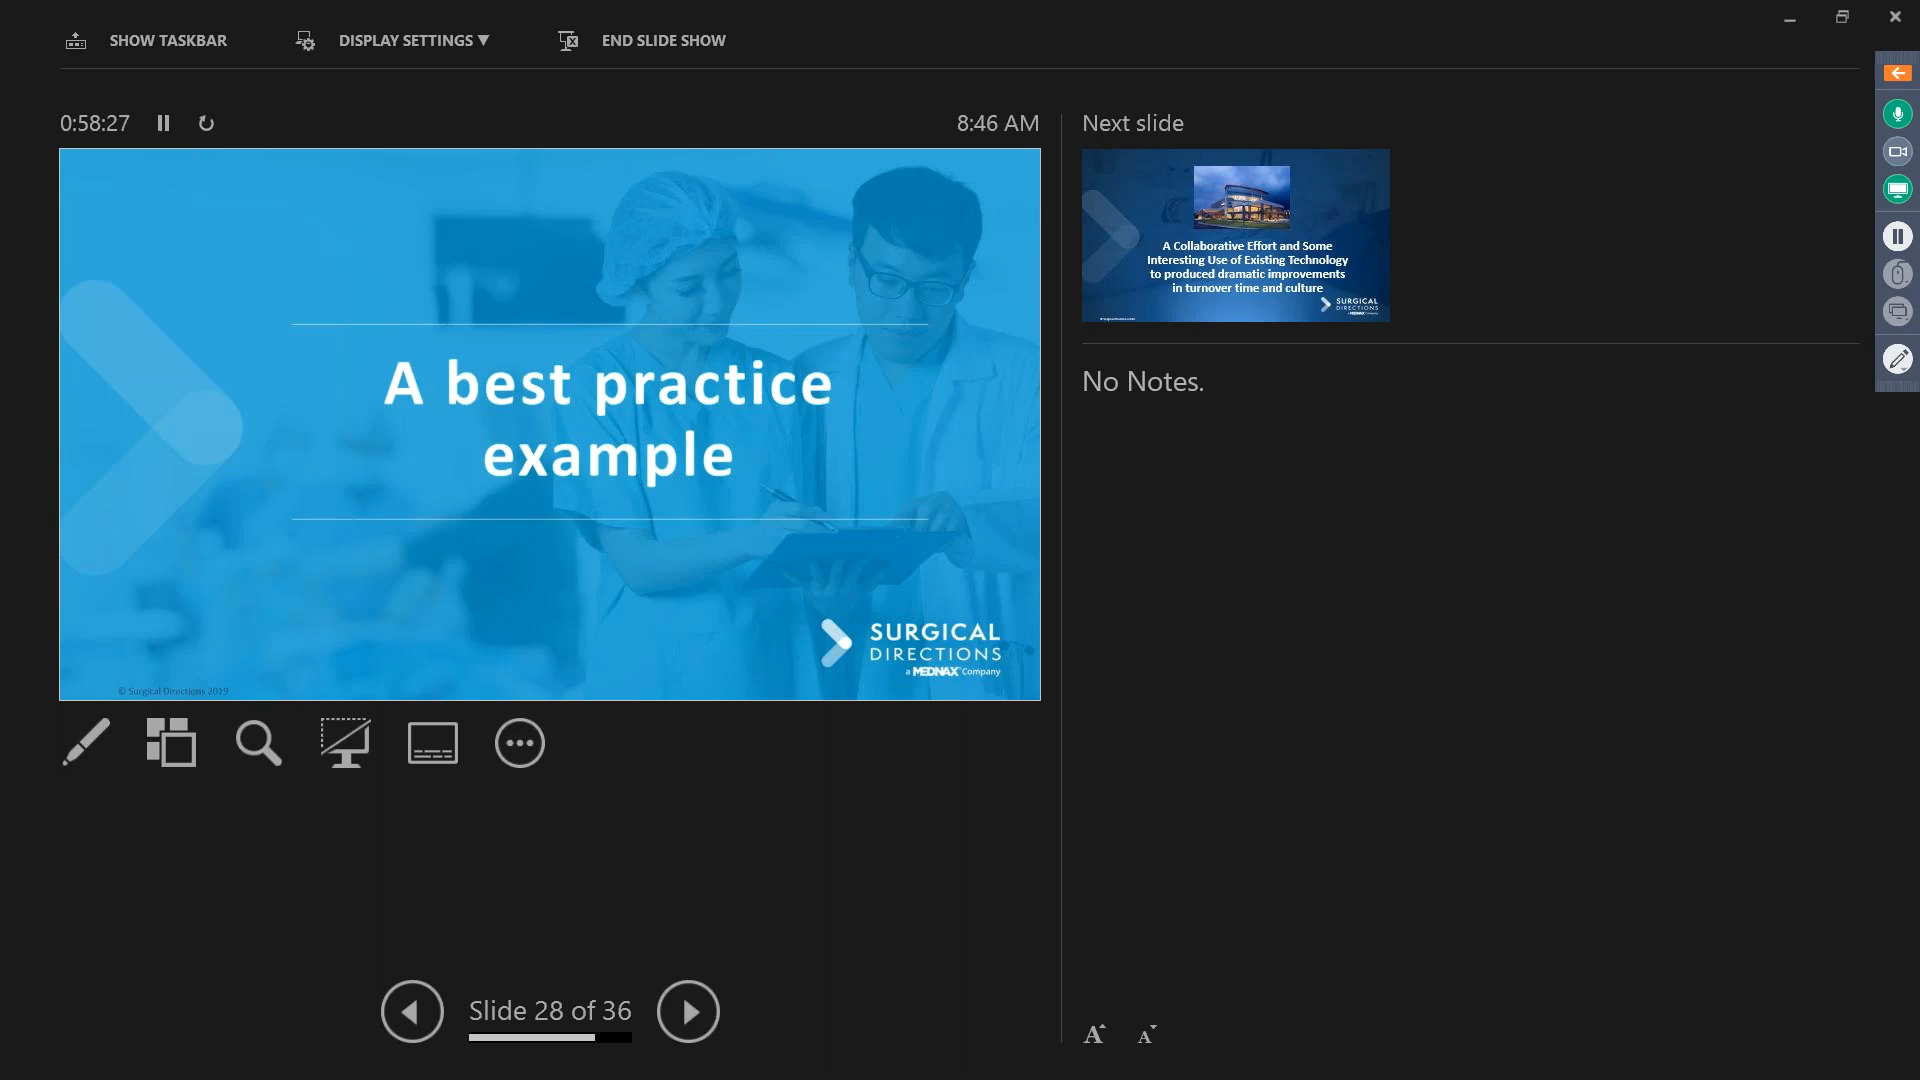 SHOW TASKBAR
DISPLAY SETTINGS ▼
END SLIDE SHOW
0:58:27
8:46 AM
A best practice
example
SURGICAL
DIRECTIONS
a MEDNAX Company
© Surgical Directions 2019
Slide 28 of 36
Next slide
A Collaborative Effort and Some
Interesting Use of Existing Technology
to produced dramatic improvements
in turnover time and culture
SURGICAL
DIRECTIONS
a MEDNAX Company
No Notes.
A A